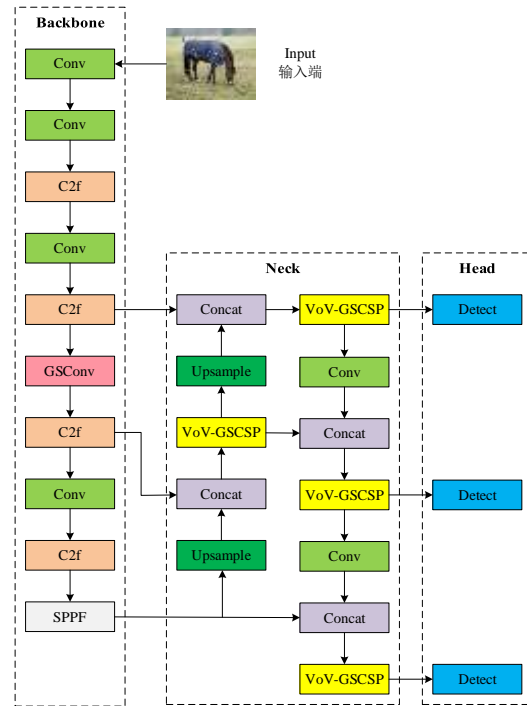 Backbone
Conv
Input
输入端
Conv
C2f
Conv
Neck
Head
C2f
Concat
VoV-GSCSP
Detect
GSConv
Upsample
Conv
C2f
VoV-GSCSP
Concat
Conv
Concat
VoV-GSCSP
Detect
C2f
Upsample
Conv
SPPF
Concat
VoV-GSCSP
Detect